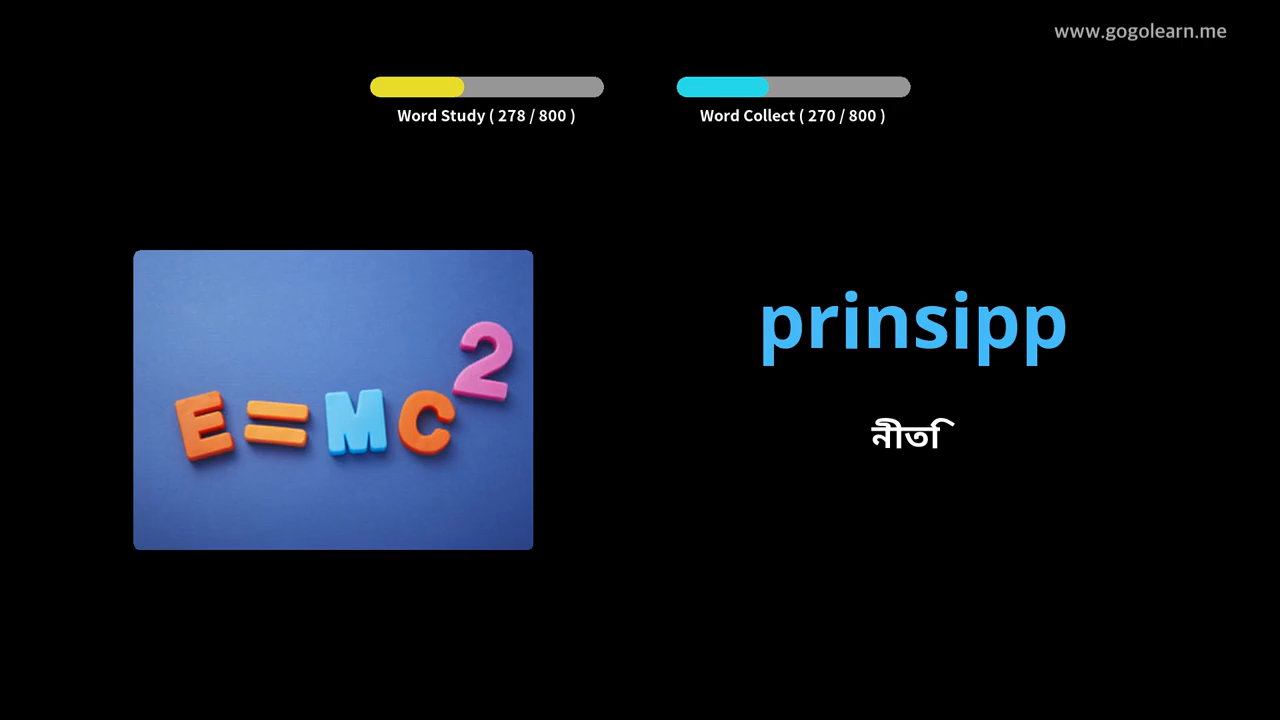 www.gogolearn.me
Word Study ( 278 / 800 )
Word Collect ( 270 / 800 )
E=MC2
prinsipp
নীতি